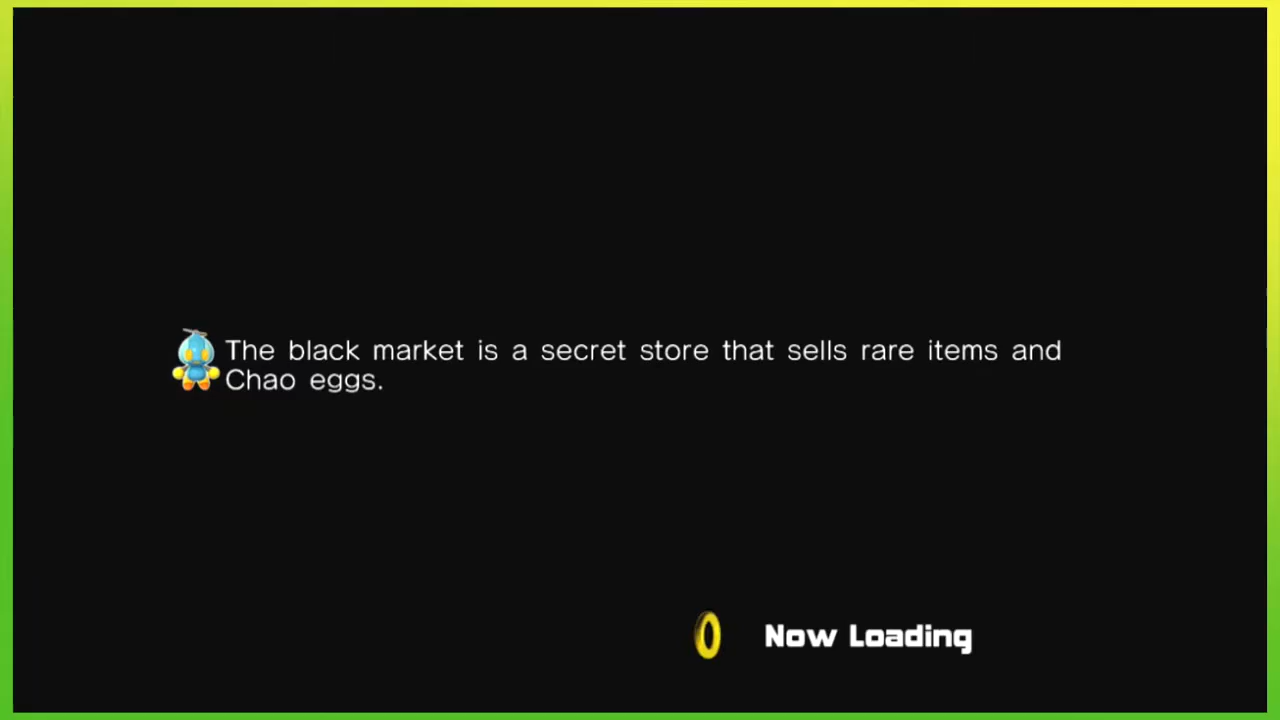 The black market is a secret store that sells rare items and
Chao eggs.
Now Loading